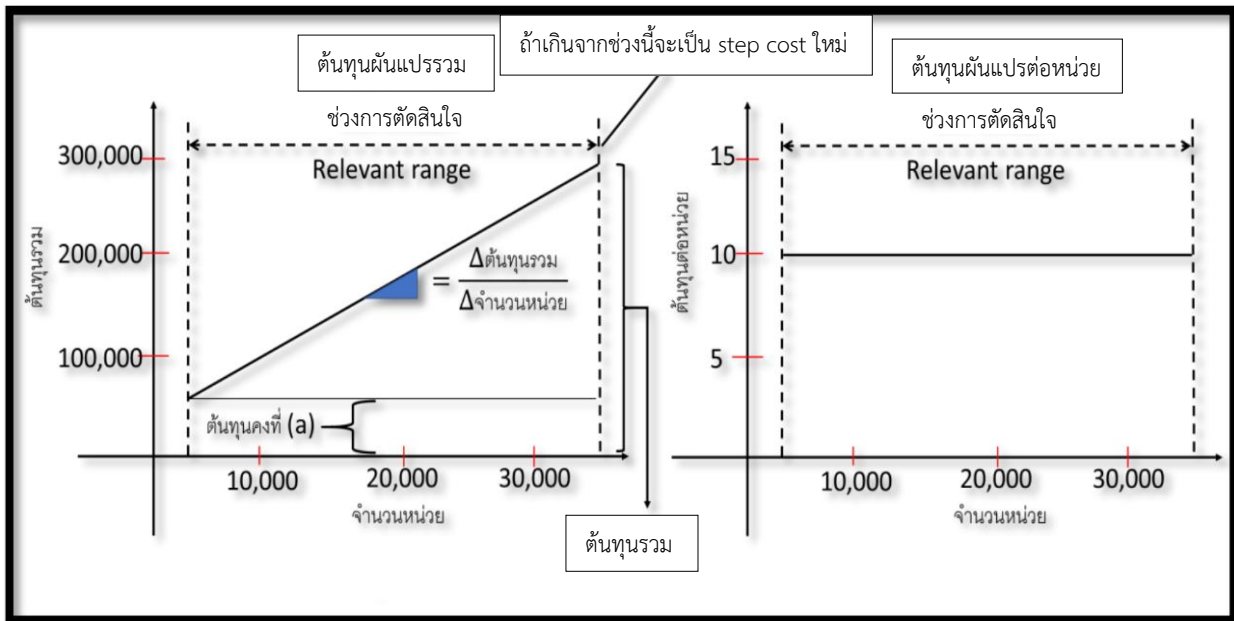 ถ้าเกินจากช่วงนี้จะเป็น step cost ใหม่
ต้นทุนผันแปรรวม
ช่วงการตัดสินใจ
Relevant range
300,000
200,000
100,000
ต้นทุนรวม
= Δต้นทุนรวม
Δจำนวนหน่วย
ต้นทุนคงที่ (a)
10,000
20,000
30,000
จำนวนหน่วย
ต้นทุนรวม
ต้นทุนผันแปรต่อหน่วย
ช่วงการตัดสินใจ
Relevant range
15
10
5
ต้นทุนต่อหน่วย
10,000
20,000
30,000
จำนวนหน่วย